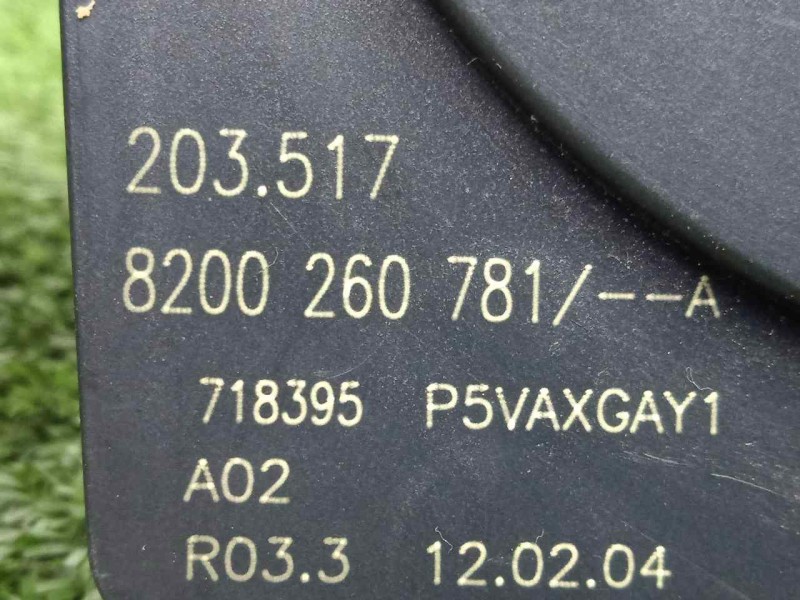 203.517
8200 260 781/--A
718395 P5VAXGAY1
A02
R03.3 12.02.04